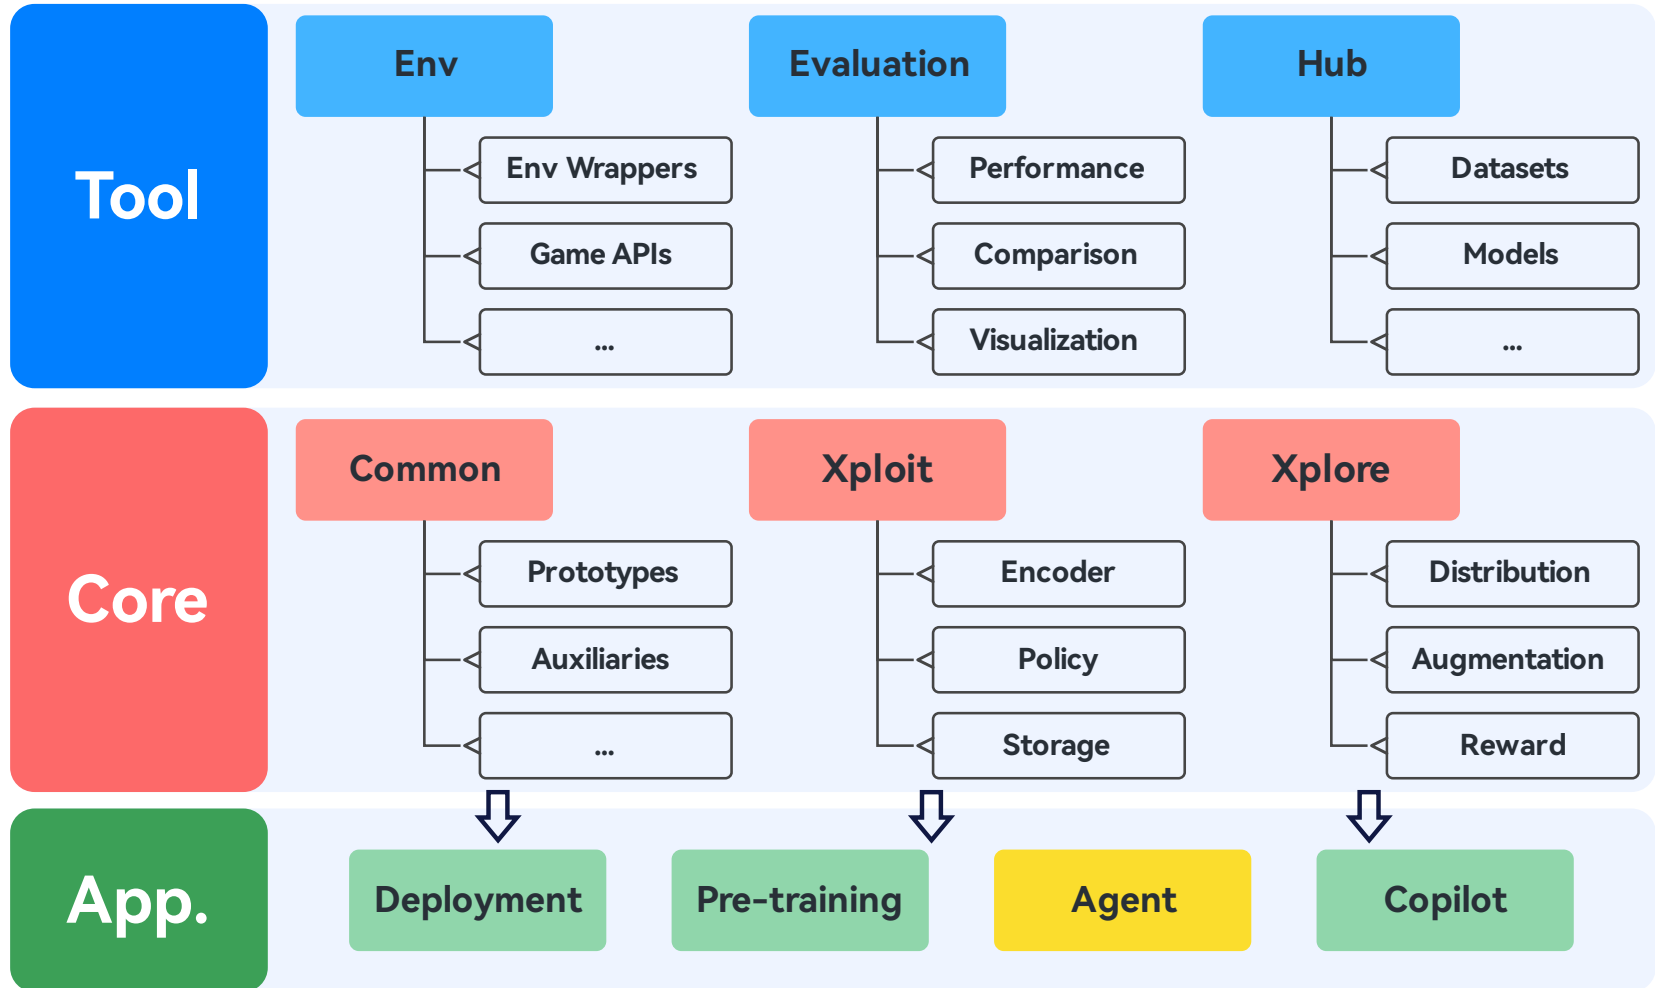 Tool
Env
Env Wrappers
Game APIs
...
Evaluation
Performance
Comparison
Visualization
Hub
Datasets
Models
...
Core
Common
Prototypes
Auxiliaries
...
Xploit
Encoder
Policy
Storage
Xplore
Distribution
Augmentation
Reward
App.
Deployment
Pre-training
Agent
Copilot